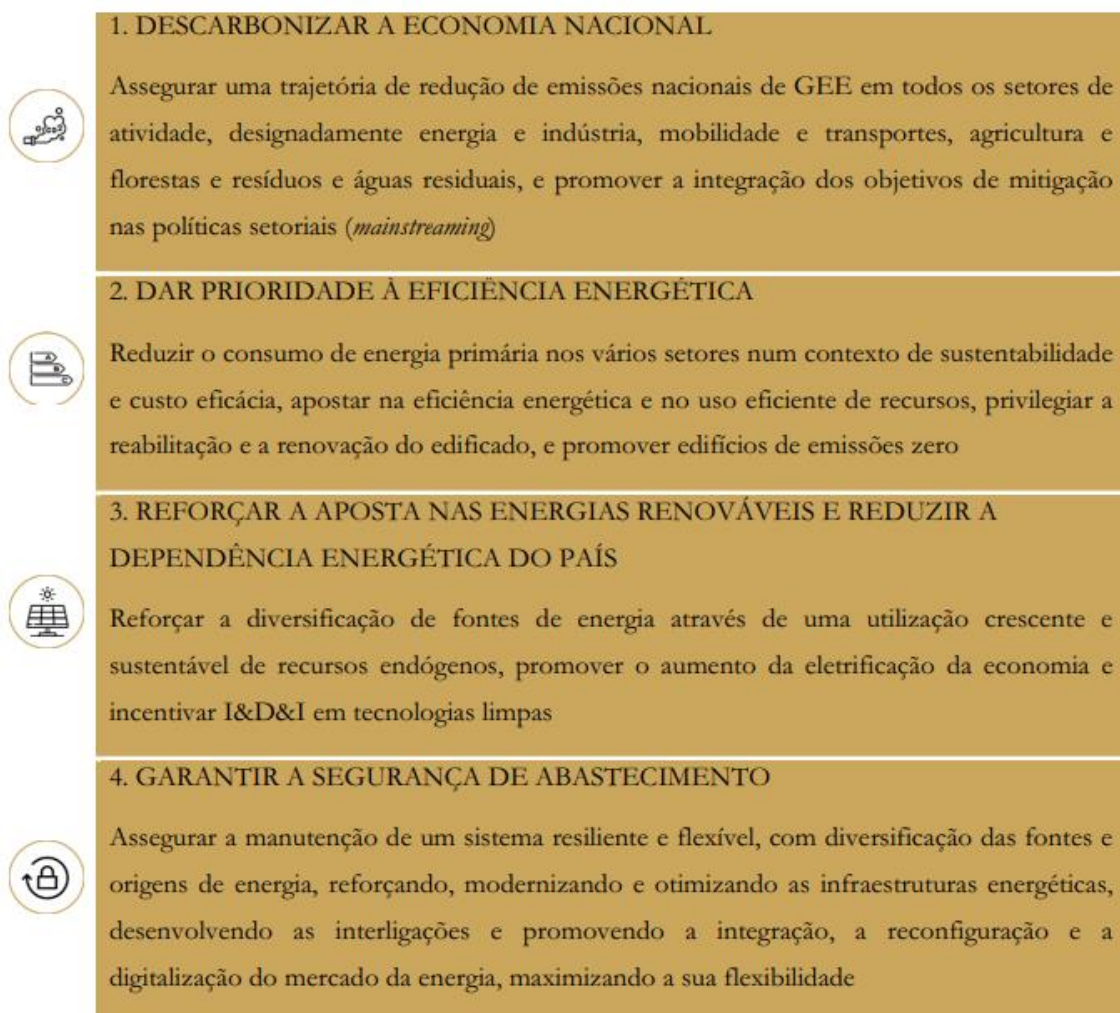 1. DESCARBONIZAR A ECONOMIA NACIONAL
Assegurar uma trajetória de redução de emissões nacionais de GEE em todos os setores de
atividade, designadamente energia e indústria, mobilidade e transportes, agricultura e
florestas e resíduos e águas residuais, e promover a integração dos objetivos de mitigação
nas políticas setoriais (mainstreaming)
2. DAR PRIORIDADE À EFICIÊNCIA ENERGÉTICA
Reduzir o consumo de energia primária nos vários setores num contexto de sustentabilidade
e custo eficácia, apostar na eficiência energética e no uso eficiente de recursos, privilegiar a
reabilitação e a renovação do edificado, e promover edifícios de emissões zero
3. REFORÇAR A APOSTA NAS ENERGIAS RENOVÁVEIS E REDUZIR A
DEPENDÊNCIA ENERGÉTICA DO PAÍS
Reforçar a diversificação de fontes de energia através de uma utilização crescente e
sustentável de recursos endógenos, promover o aumento da eletrificação da economia e
incentivar I&D&I em tecnologias limpas
4. GARANTIR A SEGURANÇA DE ABASTECIMENTO
Assegurar a manutenção de um sistema resiliente e flexível, com diversificação das fontes e
origens de energia, reforçando, modernizando e otimizando as infraestruturas energéticas,
desenvolvendo as interligações e promovendo a integração, a reconfiguração e a
digitalização do mercado da energia, maximizando a sua flexibilidade